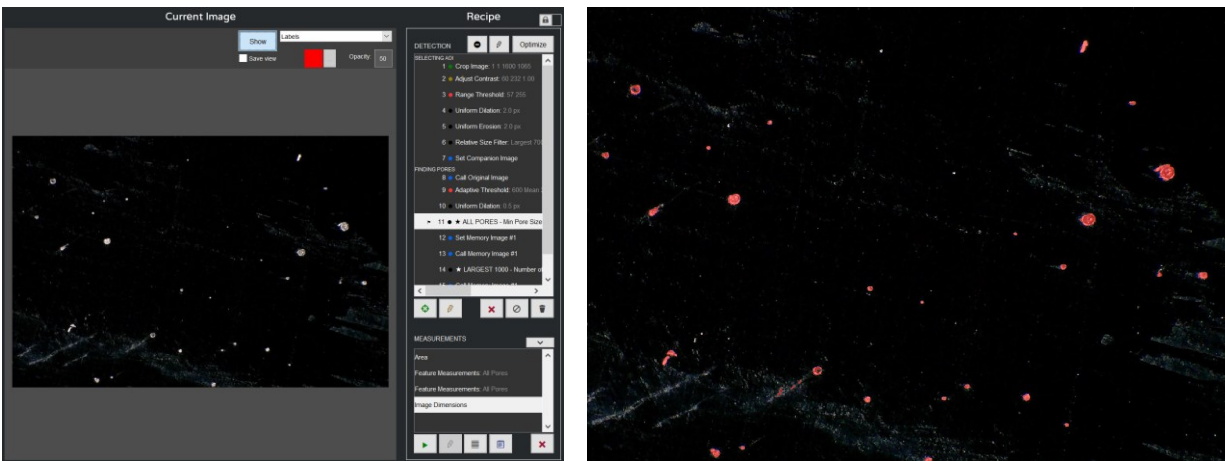 Current Image
Recipe
Show
Labels
Save view
Opacity
50
DETECTION
Optimize
SELECTING ADI
1 Crop Image: 1 1 1600 1065
2 Adjust Contrast: 232 1.00
3 Range Threshold: 57 255
4 Uniform Dilation: 2.0 px
5 Uniform Erosion: 2.0 px
6 Relative Size Filter: Largest
7 Set Companion Image
FINDING PORES
8 Call Original Image
9 Adaptive Threshold: 600 Mean
10 Uniform Dilation: 0.5 px
11 ★ ALL PORES - Min Pore Size
12 Set Memory Image #1
13 Call Memory Image #1
14 ★ LARGEST 1000 - Number of
MEASUREMENTS
Area
Feature Measurements: All Pores
Feature Measurements: All Pores
Image Dimensions